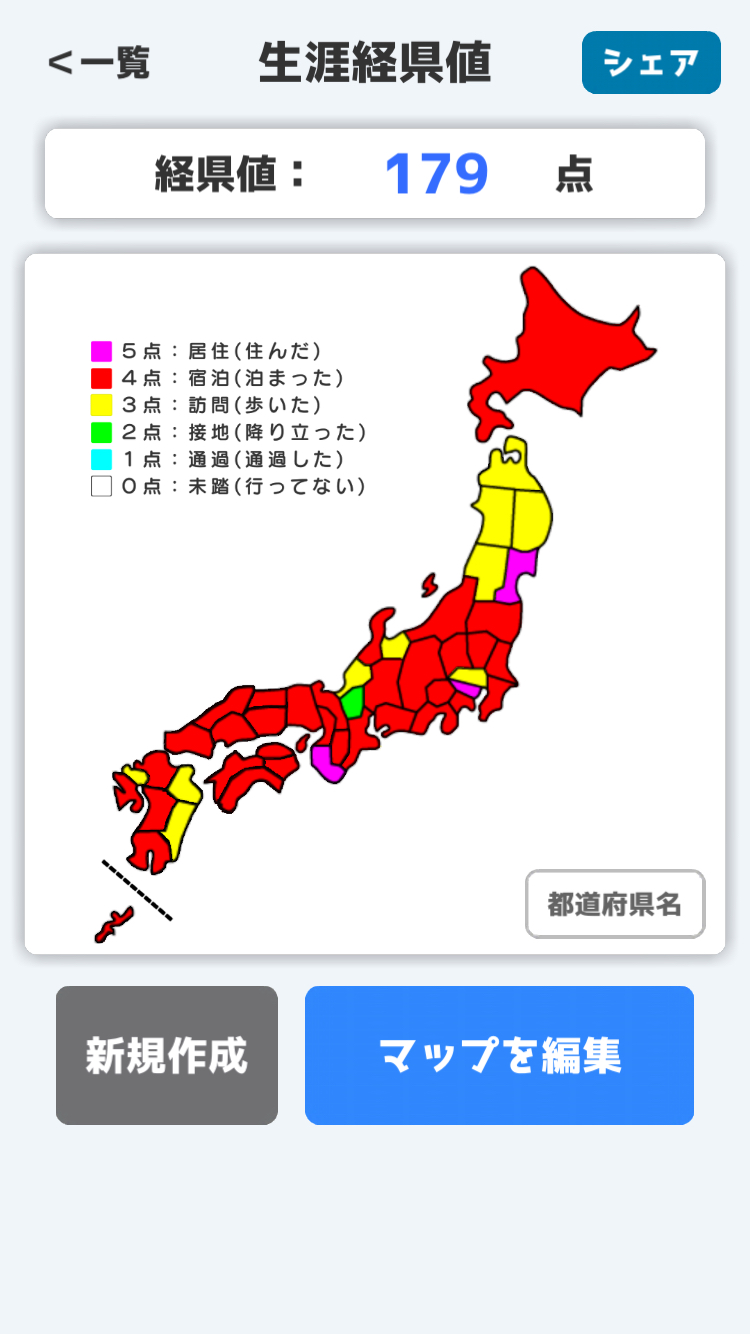 <一覧
生涯経県値
シェア
経県値： 179 点
5点：居住(住んだ)
4点：宿泊(泊まった)
3点：訪問(歩いた)
2点：接地(降り立った)
1点：通過(通過した)
0点：未踏(行ってない)
都道府県名
新規作成
マップを編集